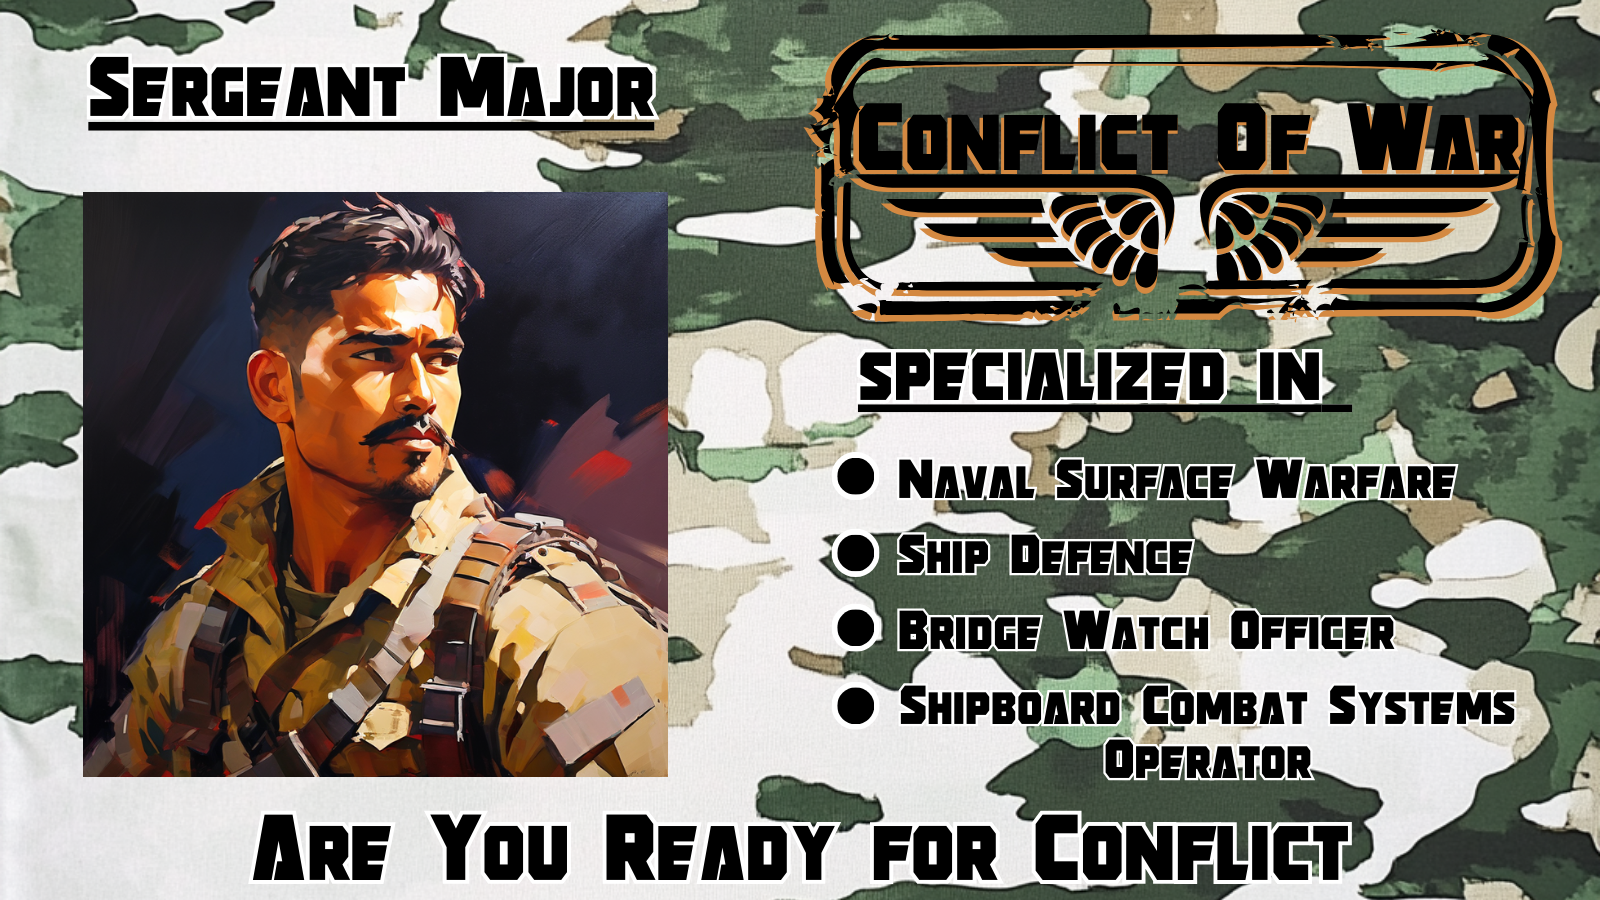 Sergeant Major
Conflict Of War
SPECIALIZED IN
Naval Surface Warfare
Ship Defence
Bridge Watch Officer
Shipboard Combat Systems
Operator
Are You Ready for Conflict